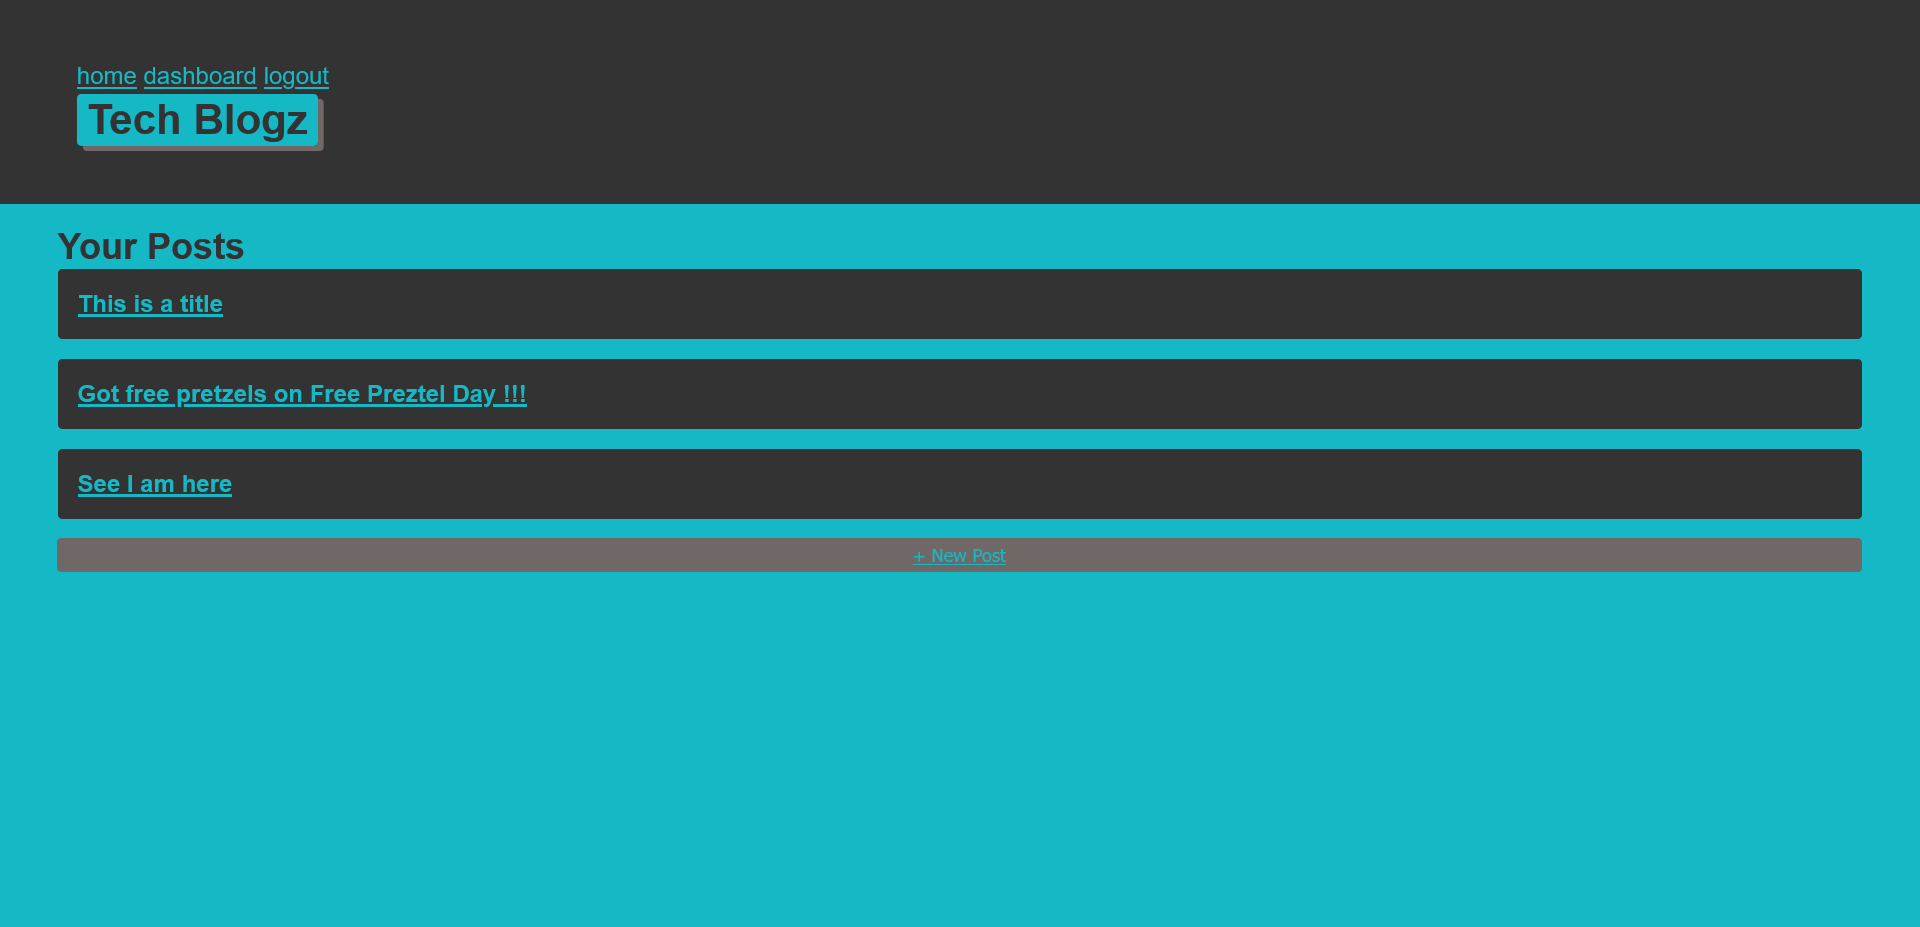 home dashboard logout
Tech Blogz
Your Posts
This is a title
Got free pretzels on Free Preztel Day !!!
See I am here
+ New Post